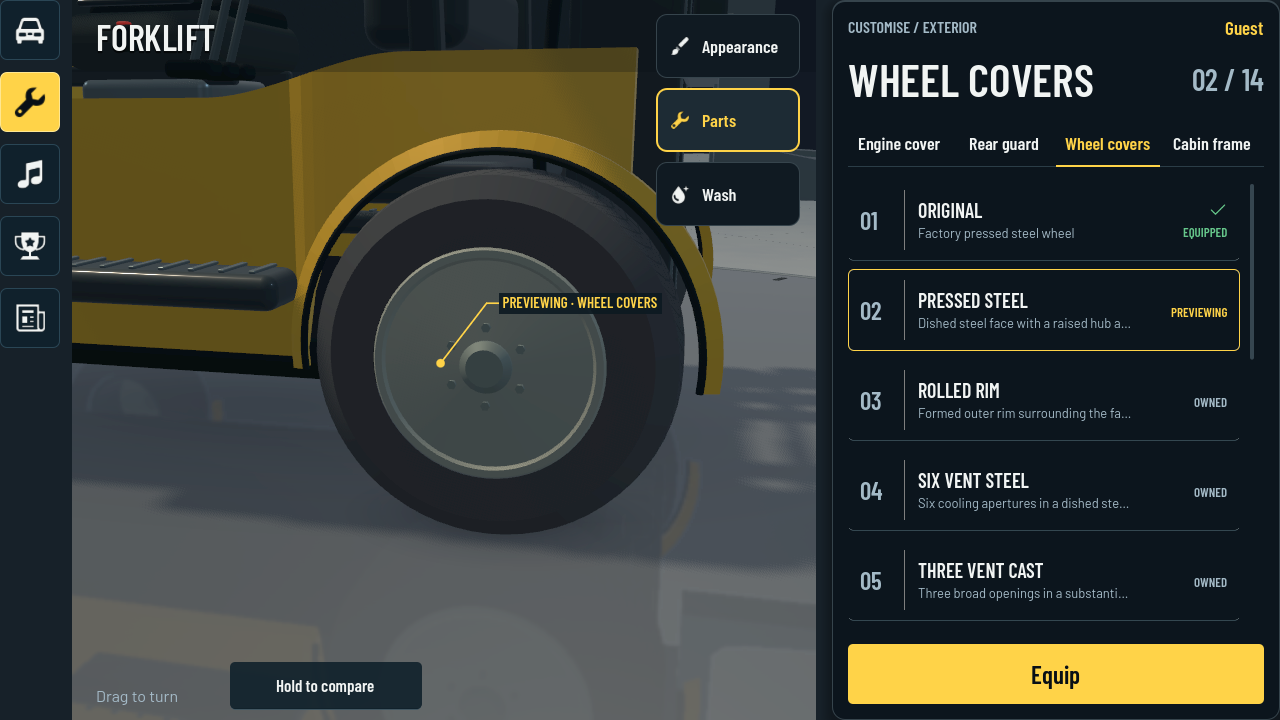 FORKLIFT
Appearance
Parts
Wash
PREVIEWING · WHEEL COVERS
Drag to turn
Hold to compare
CUSTOMISE / EXTERIOR
Guest
WHEEL COVERS
02 / 14
Engine cover
Rear guard
Wheel covers
Cabin frame
01
ORIGINAL
Factory pressed steel wheel
EQUIPPED
02
PRESSED STEEL
Dished steel face with a raised hub a...
PREVIEWING
03
ROLLED RIM
Formed outer rim surrounding the fa...
OWNED
04
SIX VENT STEEL
Six cooling apertures in a dished ste...
OWNED
05
THREE VENT CAST
Three broad openings in a substanti...
OWNED
Equip